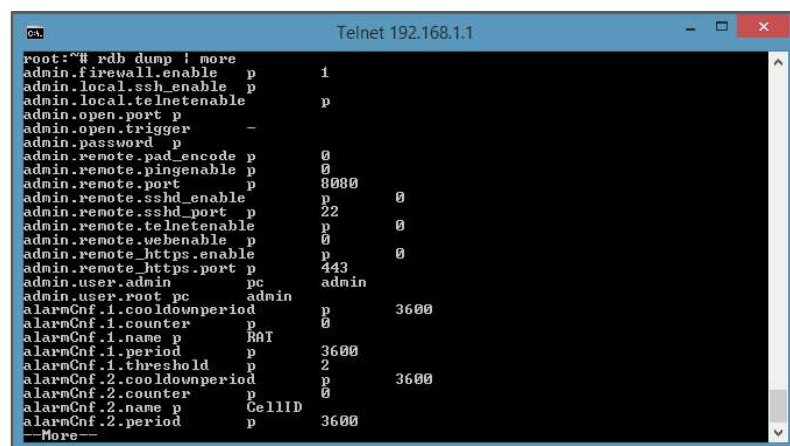 C:\.
Telnet 192.168.1.1
root:~# rdb dump | more
admin.firewall.enable p 1
admin.local.ssh_enable p
admin.local.telnetenable p
admin.open.port p
admin.open.trigger -
admin.password p
admin.remote.pad_encode p 0
admin.remote.pingenable p 0
admin.remote.port p 8080
admin.remote.sshd_enable p 0
admin.remote.sshd_port p 22
admin.remote.telnetenable p 0
admin.remote.webenable p 0
admin.remote_https.enable p 0
admin.remote_https.port p 443
admin.user.admin pc admin
admin.user.root pc admin
alarmCnf.1.cooldownperiod p 3600
alarmCnf.1.counter p 0
alarmCnf.1.name p RAT
alarmCnf.1.period p 3600
alarmCnf.1.threshold p 2
alarmCnf.2.cooldownperiod p 3600
alarmCnf.2.counter p 0
alarmCnf.2.name p CellID
alarmCnf.2.period p 3600
--More--